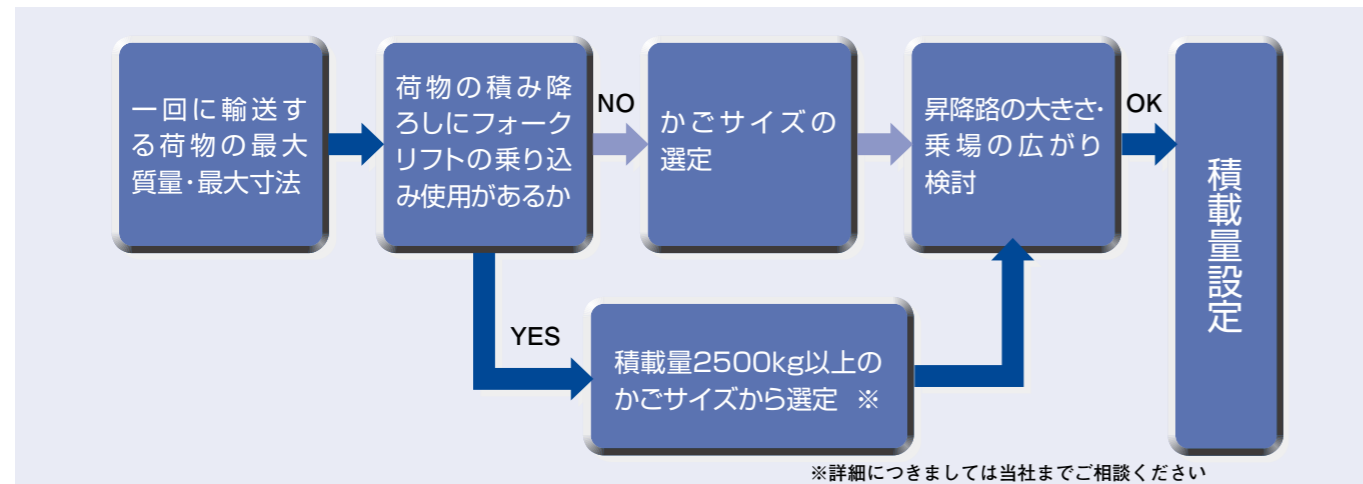 一回に輸送す
る荷物の最大
質量・最大寸法
荷物の積み降
ろしにフォーク
リフトの乗り込
み使用があるか
NO
かごサイズの
選定
昇降路の大きさ・
乗場の広がり
検討
OK
積載量設定
YES
積載量2500kg以上の
かごサイズから選定 ※
※詳細につきましては当社までご相談ください